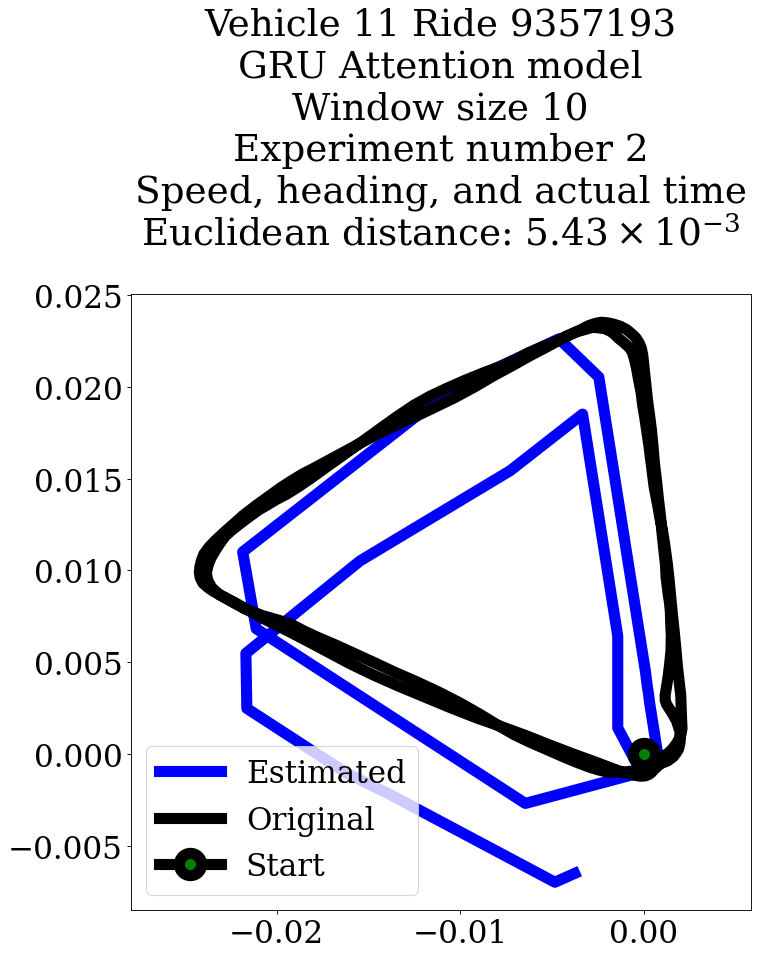 Vehicle 11 Ride 9357193
GRU Attention model
Window size 10
Experiment number 2
Speed, heading, and actual time
Euclidean distance: 5.43 × 10⁻³
0.025
0.020
0.015
0.010
0.005
0.000
−0.005
Estimated
Original
Start
−0.02
−0.01
0.00